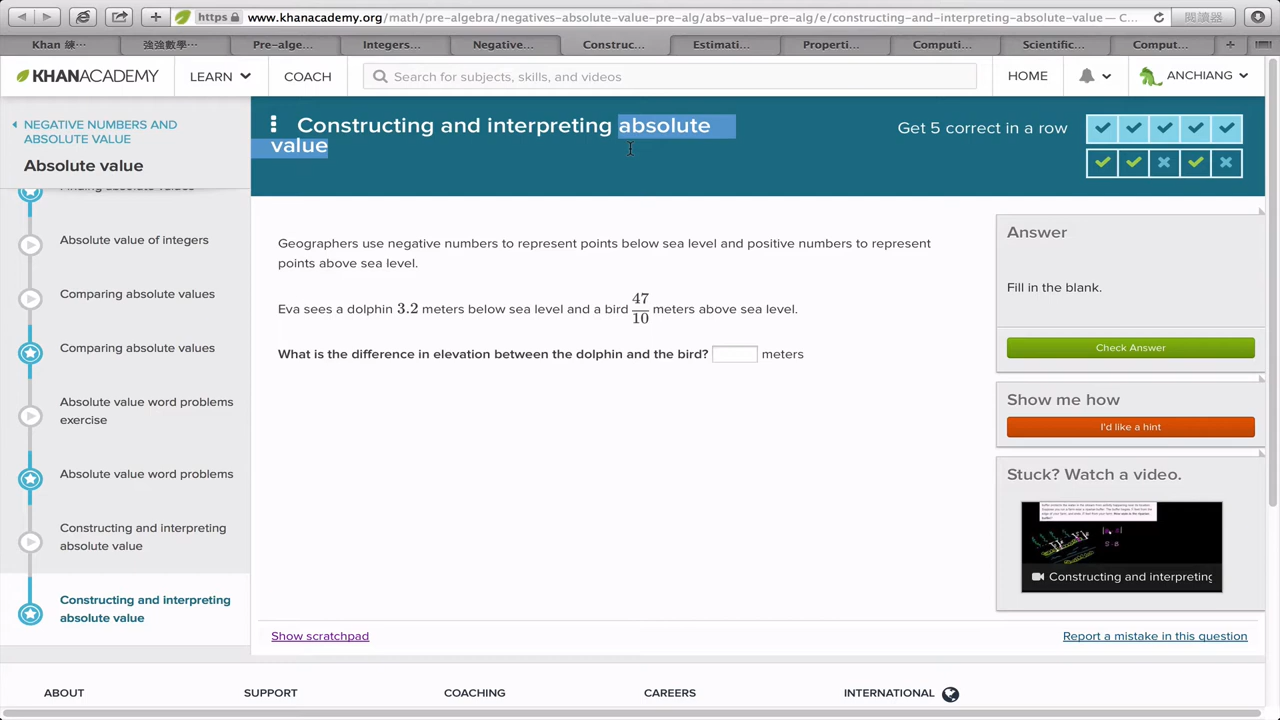 https www.khanacademy.org/math/pre-algebra/negatives-absolute-value-pre-alg/abs-value-pre-alg/e/constructing-and-interpreting-absolute-value — C... 閱讀器
Khan 練… 強強數學… Pre-alge... Integers... Negative... Construc... Estimati... Properti... Computi... Scientific... Comput...
KHANACADEMY LEARN COACH Search for subjects, skills, and videos HOME ANCHIANG
NEGATIVE NUMBERS AND
ABSOLUTE VALUE
Absolute value
Finding absolute values
Absolute value of integers
Comparing absolute values
Comparing absolute values
Absolute value word problems
exercise
Absolute value word problems
Constructing and interpreting
absolute value
Constructing and interpreting
absolute value
Constructing and interpreting absolute
value
Get 5 correct in a row
Geographers use negative numbers to represent points below sea level and positive numbers to represent
points above sea level.
Eva sees a dolphin 3.2 meters below sea level and a bird 47/10 meters above sea level.
What is the difference in elevation between the dolphin and the bird? meters
Answer
Fill in the blank.
Check Answer
Show me how
I'd like a hint
Stuck? Watch a video.
Constructing and interpreting
Show scratchpad
Report a mistake in this question
ABOUT SUPPORT COACHING CAREERS INTERNATIONAL